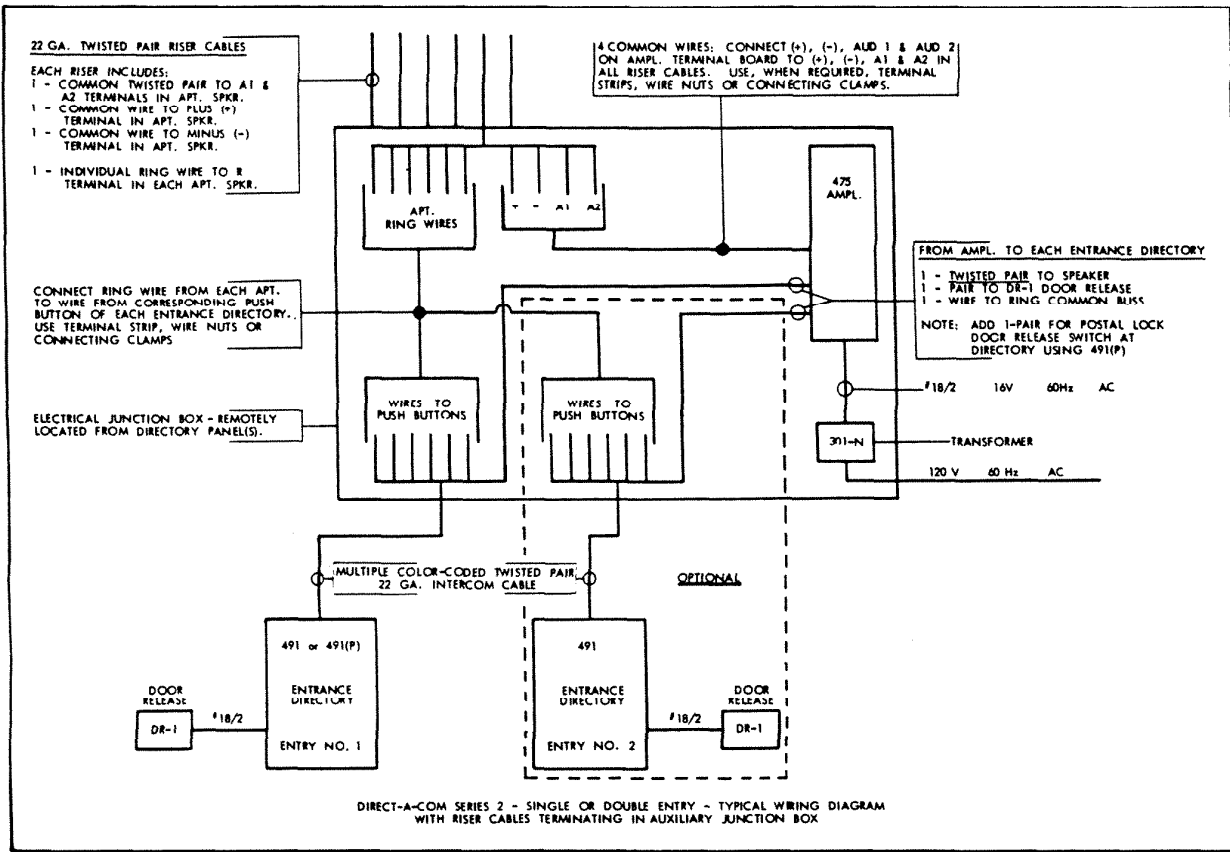 22 GA. TWISTED PAIR RISER CABLES
EACH RISER INCLUDES:
1 - COMMON TWISTED PAIR TO A1 &
A2 TERMINALS IN APT. SPKR.
1 - COMMON WIRE TO PLUS (+)
TERMINAL IN APT. SPKR.
1 - COMMON WIRE TO MINUS (-)
TERMINAL IN APT. SPKR.
1 - INDIVIDUAL RING WIRE TO R
TERMINAL IN EACH APT. SPKR.
4 COMMON WIRES: CONNECT (+), (-), AUD 1 & AUD 2
ON AMPL. TERMINAL BOARD TO (+), (-), A1 & A2 IN
ALL RISER CABLES. USE, WHEN REQUIRED, TERMINAL
STRIPS, WIRE NUTS OR CONNECTING CLAMPS.
475
AMPL.
APT.
RING WIRES
+ - A1 A2
FROM AMPL. TO EACH ENTRANCE DIRECTORY
1 - TWISTED PAIR TO SPEAKER
1 - PAIR TO DR-1 DOOR RELEASE
1 - WIRE TO RING COMMON BUSS
NOTE: ADD 1-PAIR FOR POSTAL LOCK
DOOR RELEASE SWITCH AT
DIRECTORY USING 491(P)
CONNECT RING WIRE FROM EACH APT.
TO WIRE FROM CORRESPONDING PUSH
BUTTON OF EACH ENTRANCE DIRECTORY.
USE TERMINAL STRIP, WIRE NUTS OR
CONNECTING CLAMPS
#18/2 16V 60Hz AC
WIRES TO
PUSH BUTTONS
WIRES TO
PUSH BUTTONS
ELECTRICAL JUNCTION BOX - REMOTELY
LOCATED FROM DIRECTORY PANEL(S).
301-N
TRANSFORMER
120 V 60 Hz AC
MULTIPLE COLOR-CODED TWISTED PAIR
22 GA. INTERCOM CABLE
OPTIONAL
491 or 491(P)
ENTRANCE
DIRECTORY
ENTRY NO. 1
DOOR
RELEASE
DR-1
#18/2
491
ENTRANCE
DIRECTORY
ENTRY NO. 2
#18/2
DOOR
RELEASE
DR-1
DIRECT-A-COM SERIES 2 - SINGLE OR DOUBLE ENTRY - TYPICAL WIRING DIAGRAM
WITH RISER CABLES TERMINATING IN AUXILIARY JUNCTION BOX